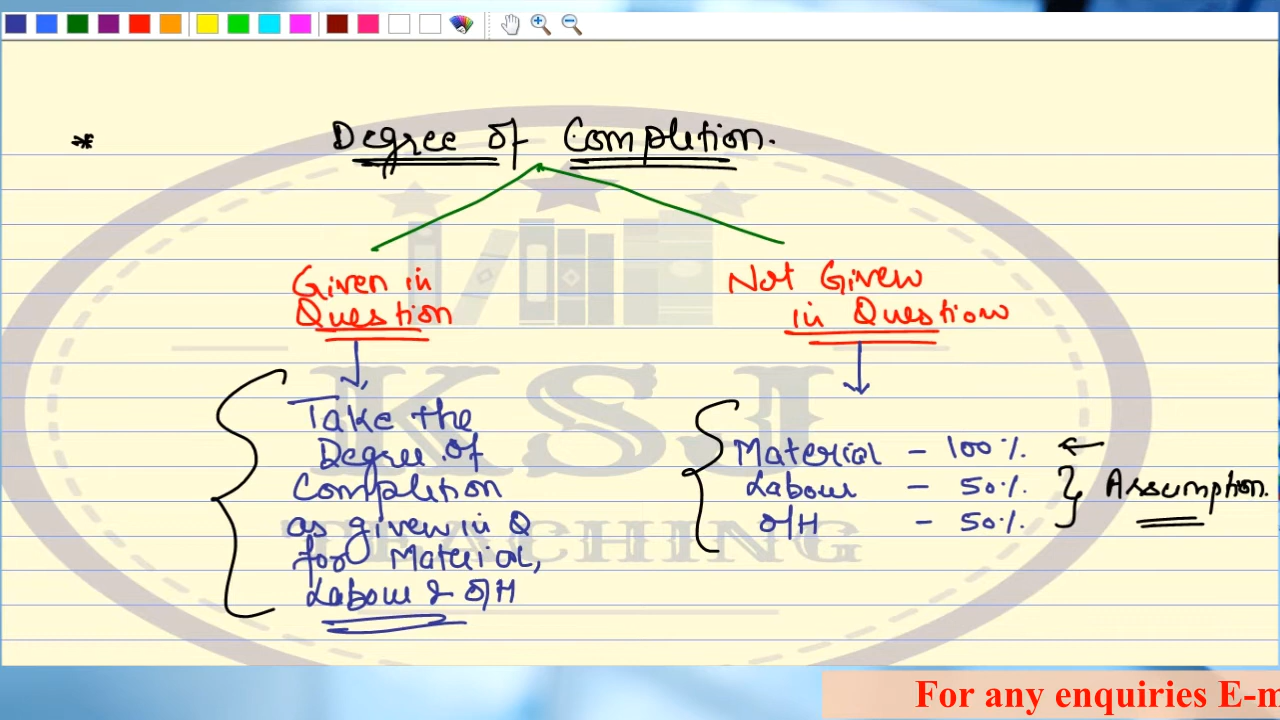 * Degree of Completion.
Given in
Question
Not Given
in Question
Take the
Degree of
Completion
as given in Q
for Material,
Labour & O/H
Material - 100%.
Labour - 50%.
O/H - 50%.
Assumption.
KSJ
TEACHING
For any enquiries E-m